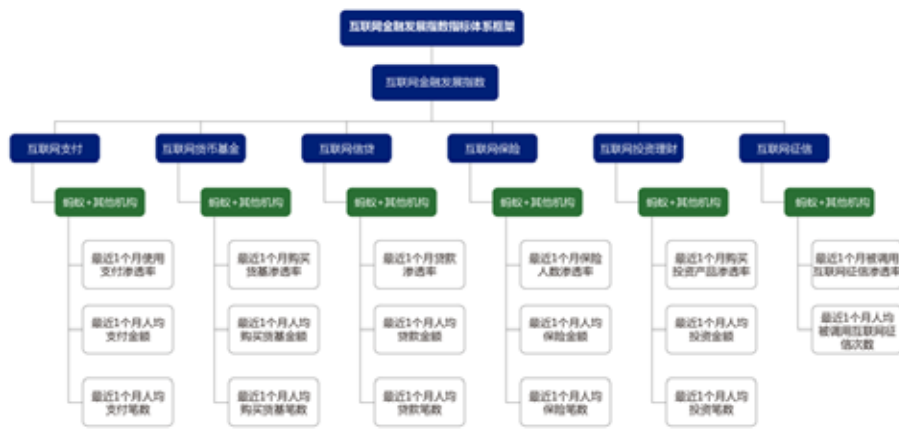 互联网金融发展指数指标体系框架
互联网金融发展指数
互联网支付
互联网货币基金
互联网信贷
互联网保险
互联网投资理财
互联网征信
蚂蚁+其他机构
蚂蚁+其他机构
蚂蚁+其他机构
蚂蚁+其他机构
蚂蚁+其他机构
蚂蚁+其他机构
最近1个月使用
支付渗透率
最近1个月购买
货基渗透率
最近1个月贷款
渗透率
最近1个月保险
人数渗透率
最近1个月购买
投资产品渗透率
最近1个月被调用
互联网征信渗透率
最近1个月人均
支付金额
最近1个月人均
购买货基金额
最近1个月人均
贷款金额
最近1个月人均
保险金额
最近1个月人均
投资金额
最近1个月人均
被调用互联网征
信次数
最近1个月人均
支付笔数
最近1个月人均
购买货基笔数
最近1个月人均
贷款笔数
最近1个月人均
保险笔数
最近1个月人均
投资笔数